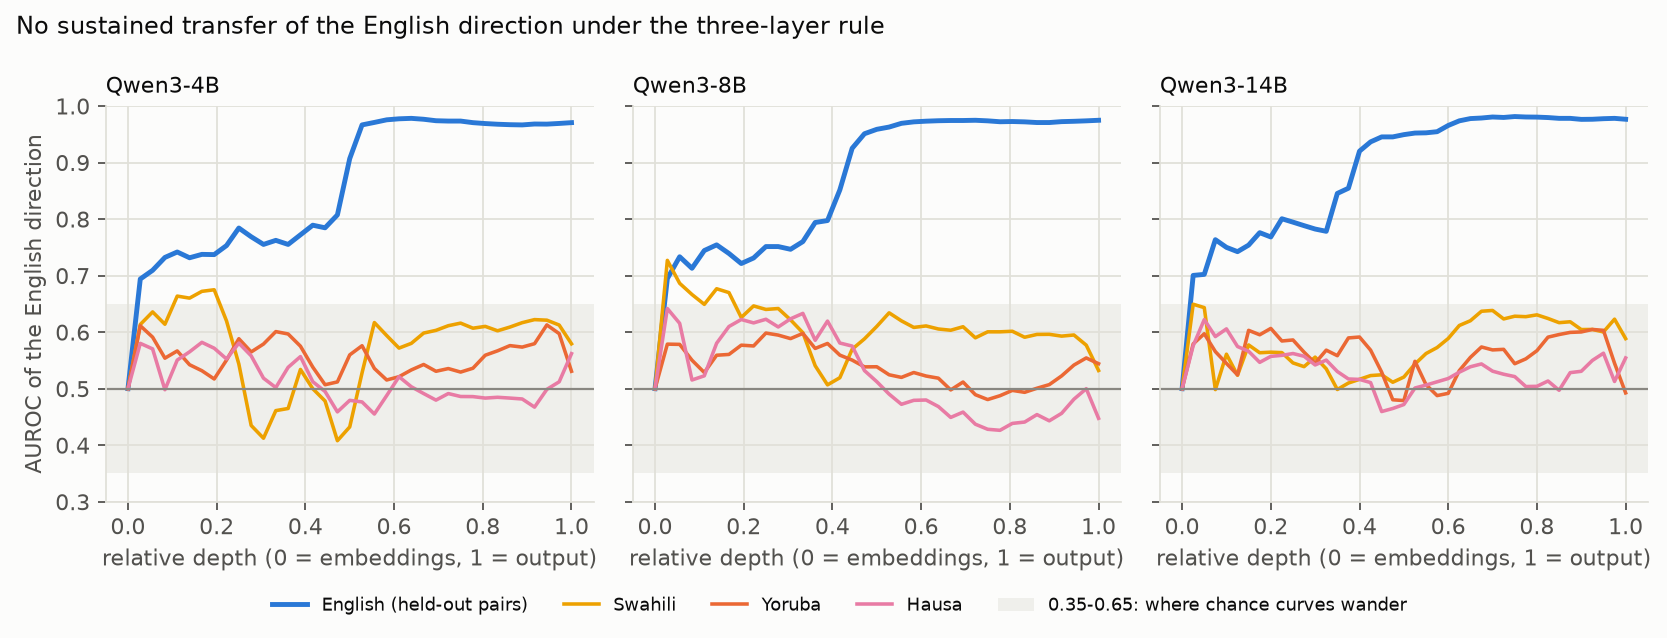 No sustained transfer of the English direction under the three-layer rule
Qwen3-4B
Qwen3-8B
Qwen3-14B
AUROC of the English direction
1.0
0.9
0.8
0.7
0.6
0.5
0.4
0.3
0.0 0.2 0.4 0.6 0.8 1.0
0.0 0.2 0.4 0.6 0.8 1.0
0.0 0.2 0.4 0.6 0.8 1.0
relative depth (0 = embeddings, 1 = output)
relative depth (0 = embeddings, 1 = output)
relative depth (0 = embeddings, 1 = output)
English (held-out pairs) Swahili Yoruba Hausa 0.35-0.65: where chance curves wander